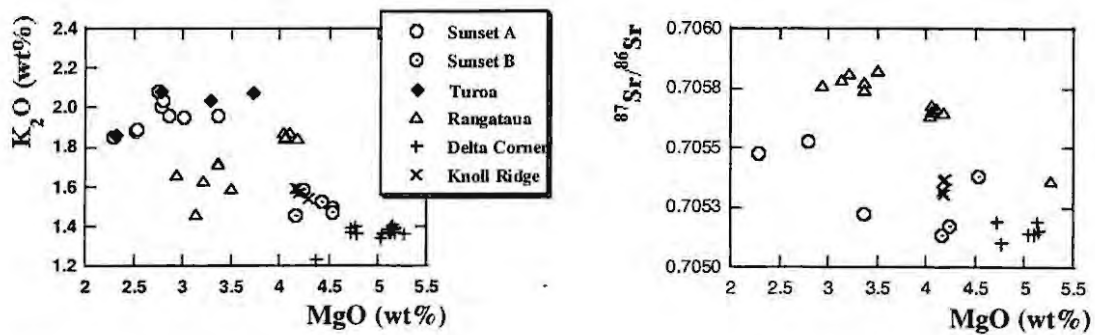 K2O (wt%)
2.4
2.2
2.0
1.8
1.6
1.4
1.2
2 2.5 3 3.5 4 4.5 5 5.5
MgO (wt%)
Sunset A
Sunset B
Turoa
Rangataua
Delta Corner
Knoll Ridge
87Sr/86Sr
0.7060
0.7058
0.7055
0.7053
0.7050
2 2.5 3 3.5 4 4.5 5 5.5
MgO (wt%)